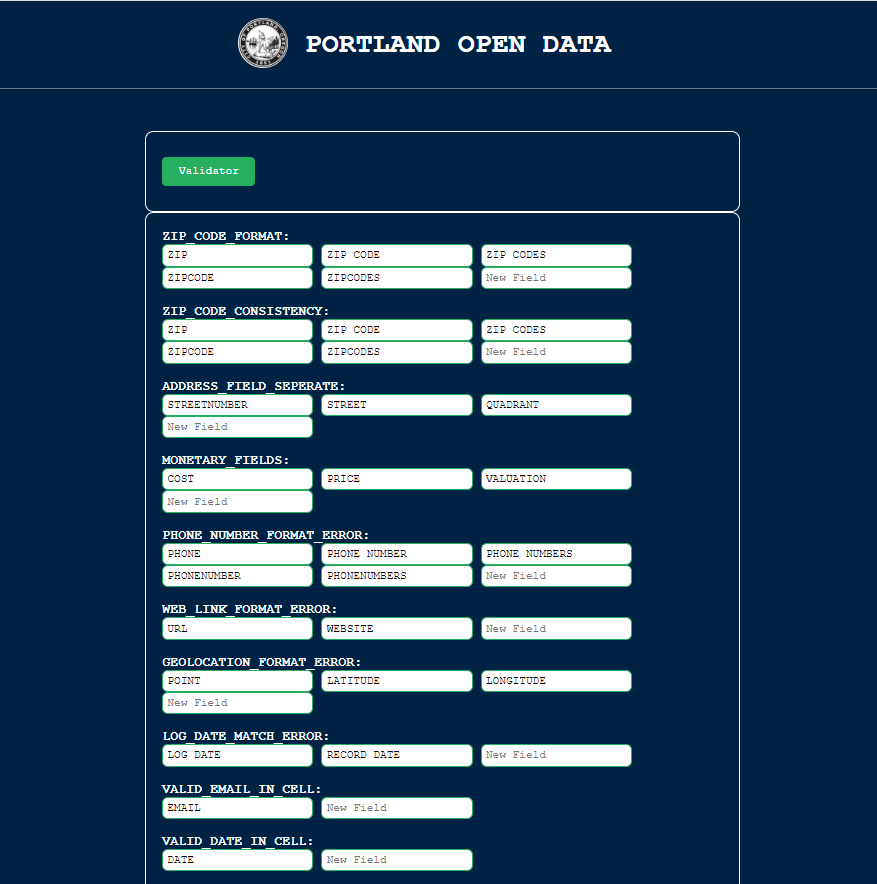 PORTLAND OPEN DATA
Validator
ZIP_CODE_FORMAT:
ZIP ZIP CODE ZIP CODES
ZIPCODE ZIPCODES New Field
ZIP_CODE_CONSISTENCY:
ZIP ZIP CODE ZIP CODES
ZIPCODE ZIPCODES New Field
ADDRESS_FIELD_SEPERATE:
STREETNUMBER STREET QUADRANT
New Field
MONETARY_FIELDS:
COST PRICE VALUATION
New Field
PHONE_NUMBER_FORMAT_ERROR:
PHONE PHONE NUMBER PHONE NUMBERS
PHONENUMBER PHONENUMBERS New Field
WEB_LINK_FORMAT_ERROR:
URL WEBSITE New Field
GEOLOCATION_FORMAT_ERROR:
POINT LATITUDE LONGITUDE
New Field
LOG_DATE_MATCH_ERROR:
LOG DATE RECORD DATE New Field
VALID_EMAIL_IN_CELL:
EMAIL New Field
VALID_DATE_IN_CELL:
DATE New Field